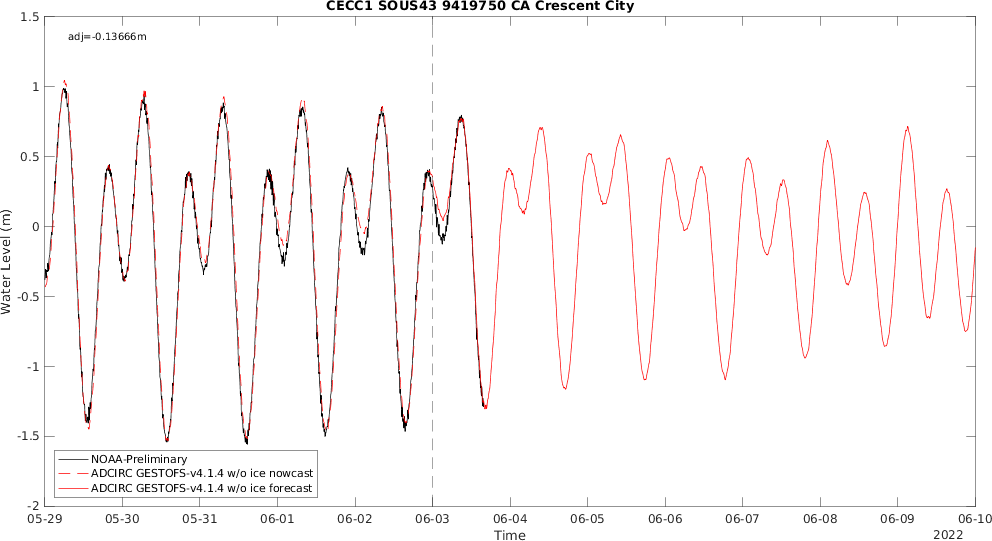 CECC1 SOUS43 9419750 CA Crescent City
adj=-0.13666m
1.5
1
0.5
0
-0.5
-1
-1.5
-2
Water Level (m)
NOAA-Preliminary
ADCIRC GESTOFS-v4.1.4 w/o ice nowcast
ADCIRC GESTOFS-v4.1.4 w/o ice forecast
05-29 05-30 05-31 06-01 06-02 06-03 06-04 06-05 06-06 06-07 06-08 06-09 06-10
Time
2022